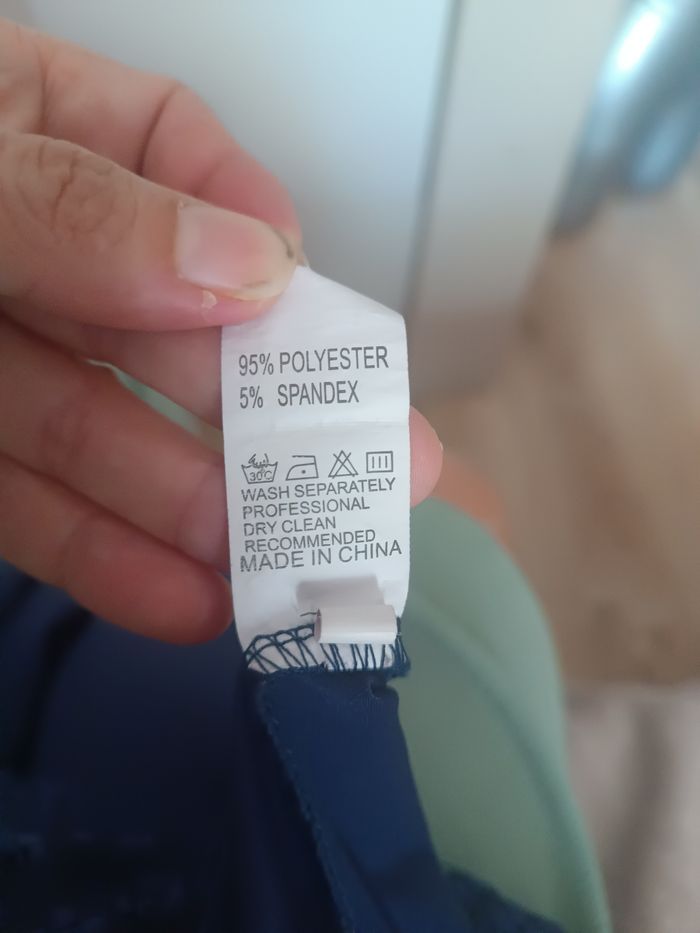 95% POLYESTER
5% SPANDEX
30°C
WASH SEPARATELY
PROFESSIONAL
DRY CLEAN
RECOMMENDED
MADE IN CHINA